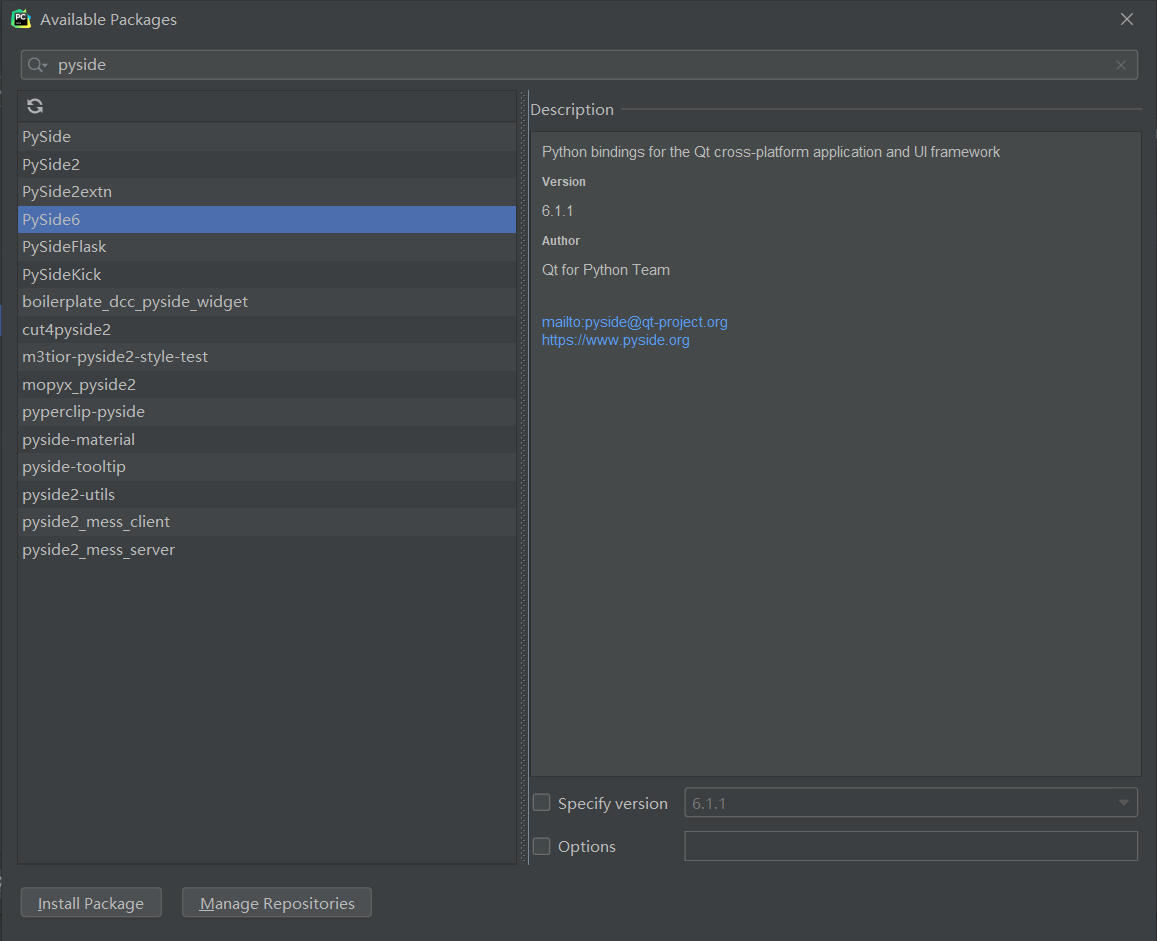 Available Packages
pyside
PySide
PySide2
PySide2extn
PySide6
PySideFlask
PySideKick
boilerplate_dcc_pyside_widget
cut4pyside2
m3tior-pyside2-style-test
mopyx_pyside2
pyperclip-pyside
pyside-material
pyside-tooltip
pyside2-utils
pyside2_mess_client
pyside2_mess_server
Description
Python bindings for the Qt cross-platform application and UI framework
Version
6.1.1
Author
Qt for Python Team
mailto:pyside@qt-project.org
https://www.pyside.org
Specify version 6.1.1
Options
Install Package Manage Repositories